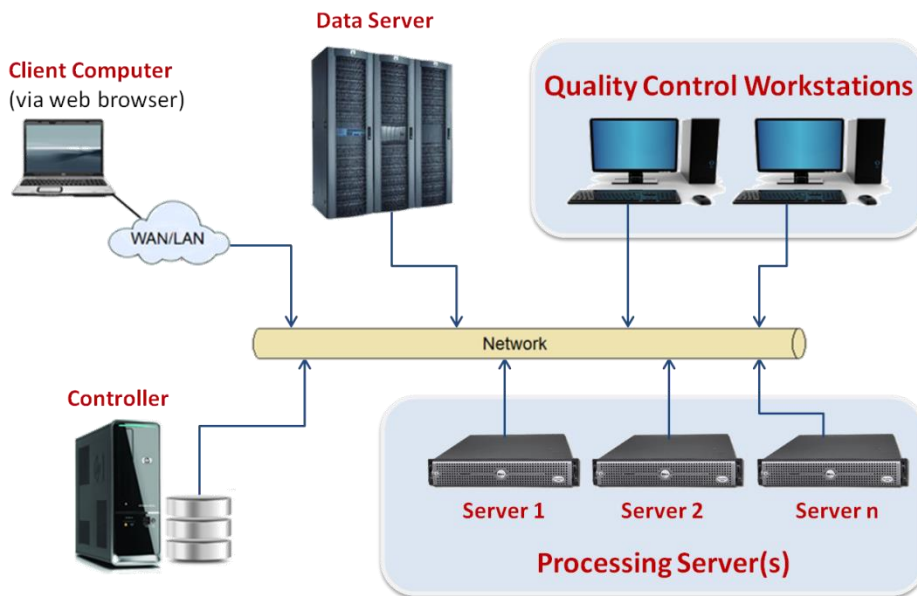 Data Server
Client Computer
(via web browser)
Quality Control Workstations
WAN/LAN
Network
Controller
Server 1
Server 2
Server n
Processing Server(s)